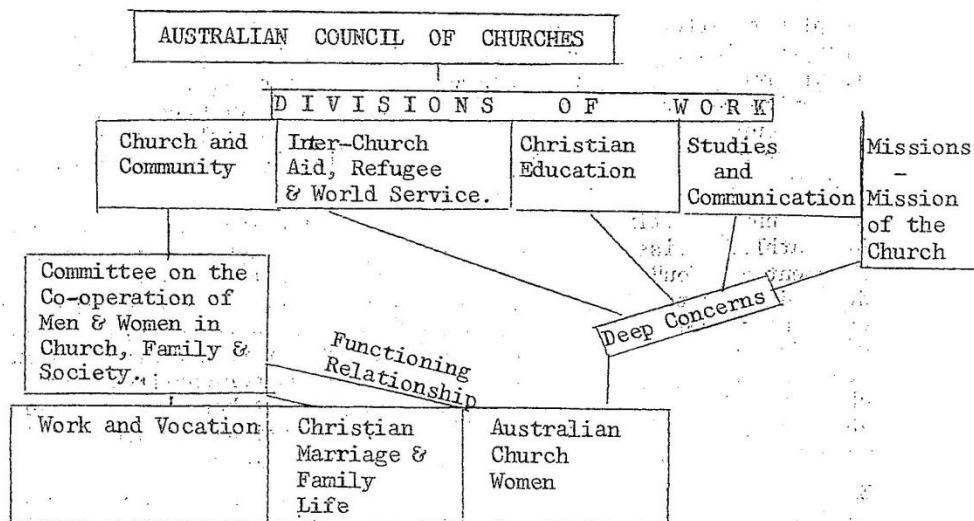 AUSTRALIAN COUNCIL OF CHURCHES
DIVISIONS OF WORK
Church and
Community
Inter-Church
Aid, Refugee
& World Service.
Christian
Education
Studies
and
Communication
Missions
–
Mission
of the
Church
Committee on the
Co-operation of
Men & Women in
Church, Family &
Society.
Functioning
Relationship
Deep Concerns
Work and Vocation
Christian
Marriage &
Family
Life
Australian
Church
Women